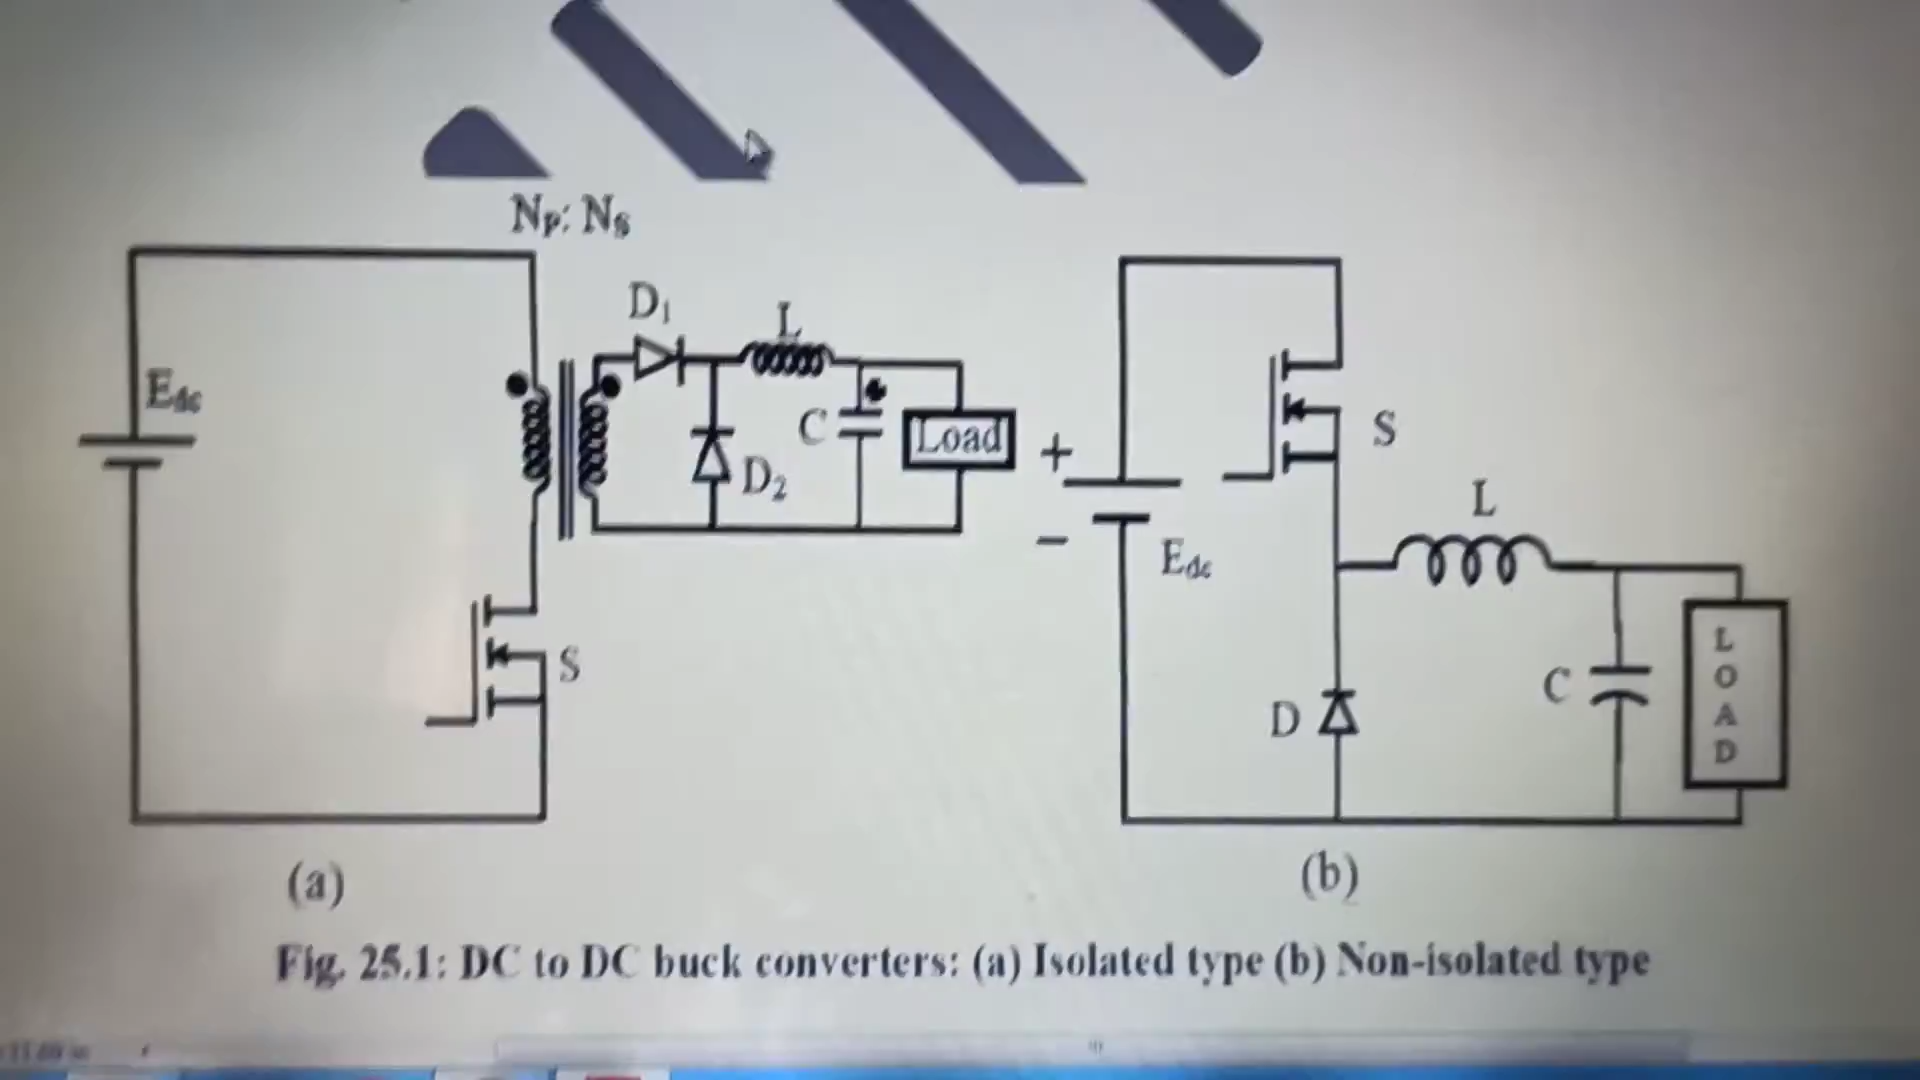 Np: Ns
Edc
D1
L
C
Load
D2
S
(a)
+
-
Edc
S
L
D
C
LOAD
(b)
Fig. 25.1: DC to DC buck converters: (a) Isolated type (b) Non-isolated type